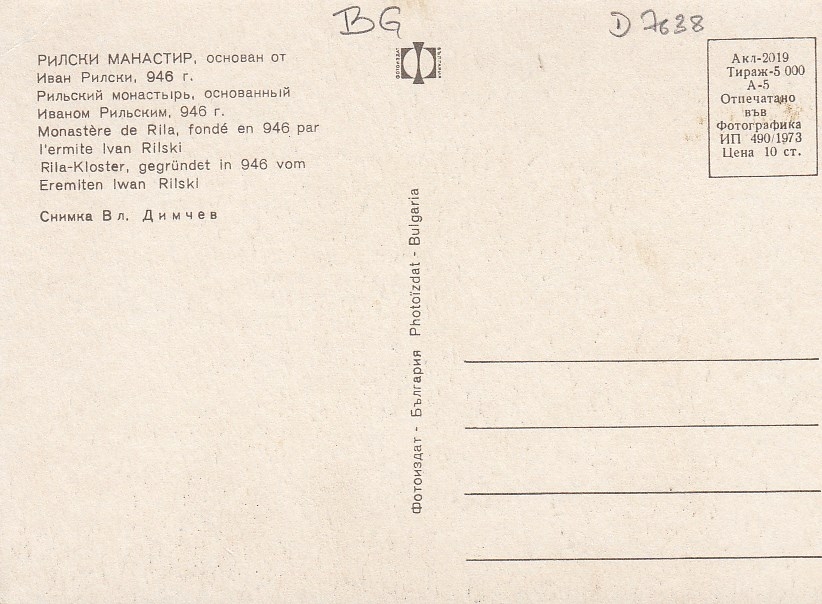 BG
D 7638
РИЛСКИ МАНАСТИР, основан от
Иван Рилски, 946 г.
Рильский монастырь, основанный
Иваном Рильским, 946 г.
Monastère de Rila, fondé en 946 par
l'ermite Ivan Rilski
Rila-Kloster, gegründet in 946 vom
Eremiten Iwan Rilski
Снимка Вл. Димчев
Фотоиздат - България Photoïzdat - Bulgaria
Акл-2019
Тираж-5 000
А-5
Отпечатано
във
Фотографика
ИП 490/1973
Цена 10 ст.